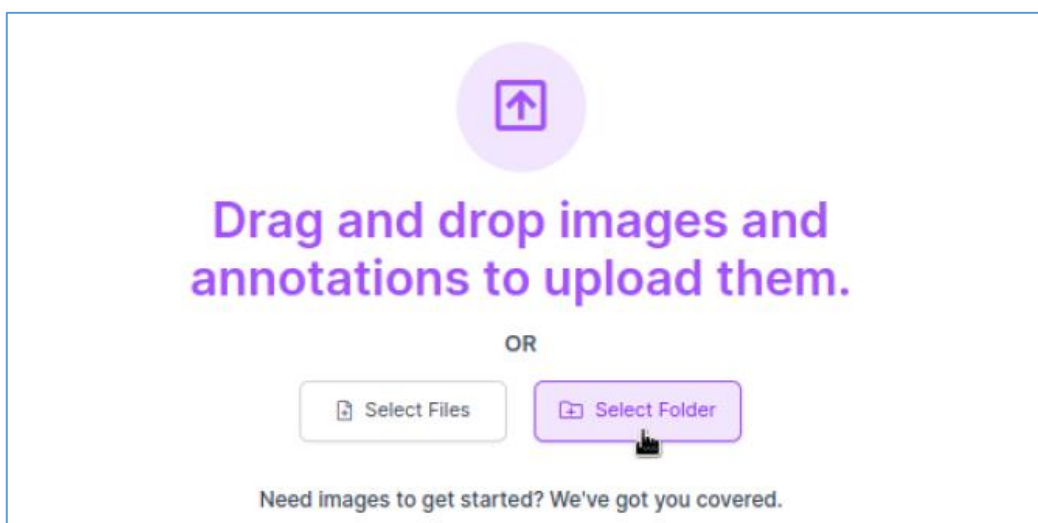 Drag and drop images and
annotations to upload them.
OR
Select Files
Select Folder
Need images to get started? We've got you covered.